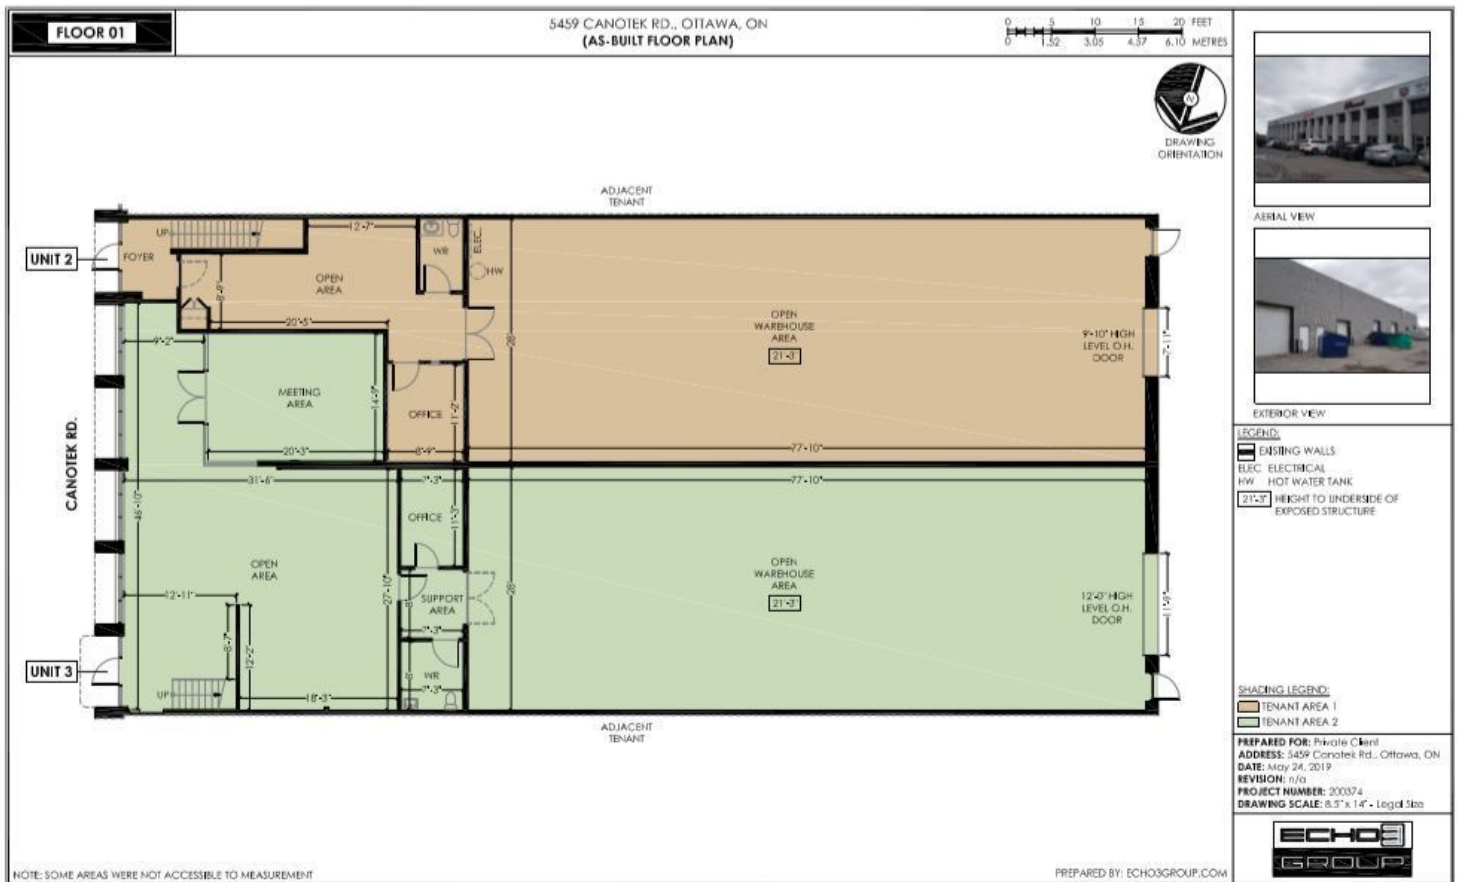 FLOOR 01
5459 CANOTEK RD., OTTAWA, ON
(AS-BUILT FLOOR PLAN)
0 5 10 15 20 FEET
0 1.52 3.05 4.57 6.10 METRES
N
DRAWING
ORIENTATION
AERIAL VIEW
EXTERIOR VIEW
LEGEND:
EXISTING WALLS
ELEC ELECTRICAL
HW HOT WATER TANK
21'-3" HEIGHT TO UNDERSIDE OF
EXPOSED STRUCTURE
SHADING LEGEND:
TENANT AREA 1
TENANT AREA 2
PREPARED FOR: Private Client
ADDRESS: 5459 Canotek Rd., Ottawa, ON
DATE: May 24, 2019
REVISION: n/a
PROJECT NUMBER: 200374
DRAWING SCALE: 8.5" x 14" - Legal Size
ECHO3
GROUP
ADJACENT
TENANT
UNIT 2
UP
FOYER
12'-7"
OPEN
AREA
8'-9"
20'-5"
WR
ELEC.
HW
28'
OPEN
WAREHOUSE
AREA
21'-3"
9'-10" HIGH
LEVEL O.H.
DOOR
7'-11"
9'-2"
MEETING
AREA
14'-9"
20'-3"
OFFICE
11'-2"
8'-9"
77'-10"
CANOTEK RD.
31'-6"
7'-3"
77'-10"
46'-10"
OFFICE
11'-3"
OPEN
AREA
12'-11"
27'-10"
8'
SUPPORT
AREA
7'-3"
28'
OPEN
WAREHOUSE
AREA
21'-3"
12'-0" HIGH
LEVEL O.H.
DOOR
11'-9"
8'-7"
12'-2"
UNIT 3
UP
18'-3"
8'
WR
7'-3"
ADJACENT
TENANT
NOTE: SOME AREAS WERE NOT ACCESSIBLE TO MEASUREMENT
PREPARED BY: ECHO3GROUP.COM